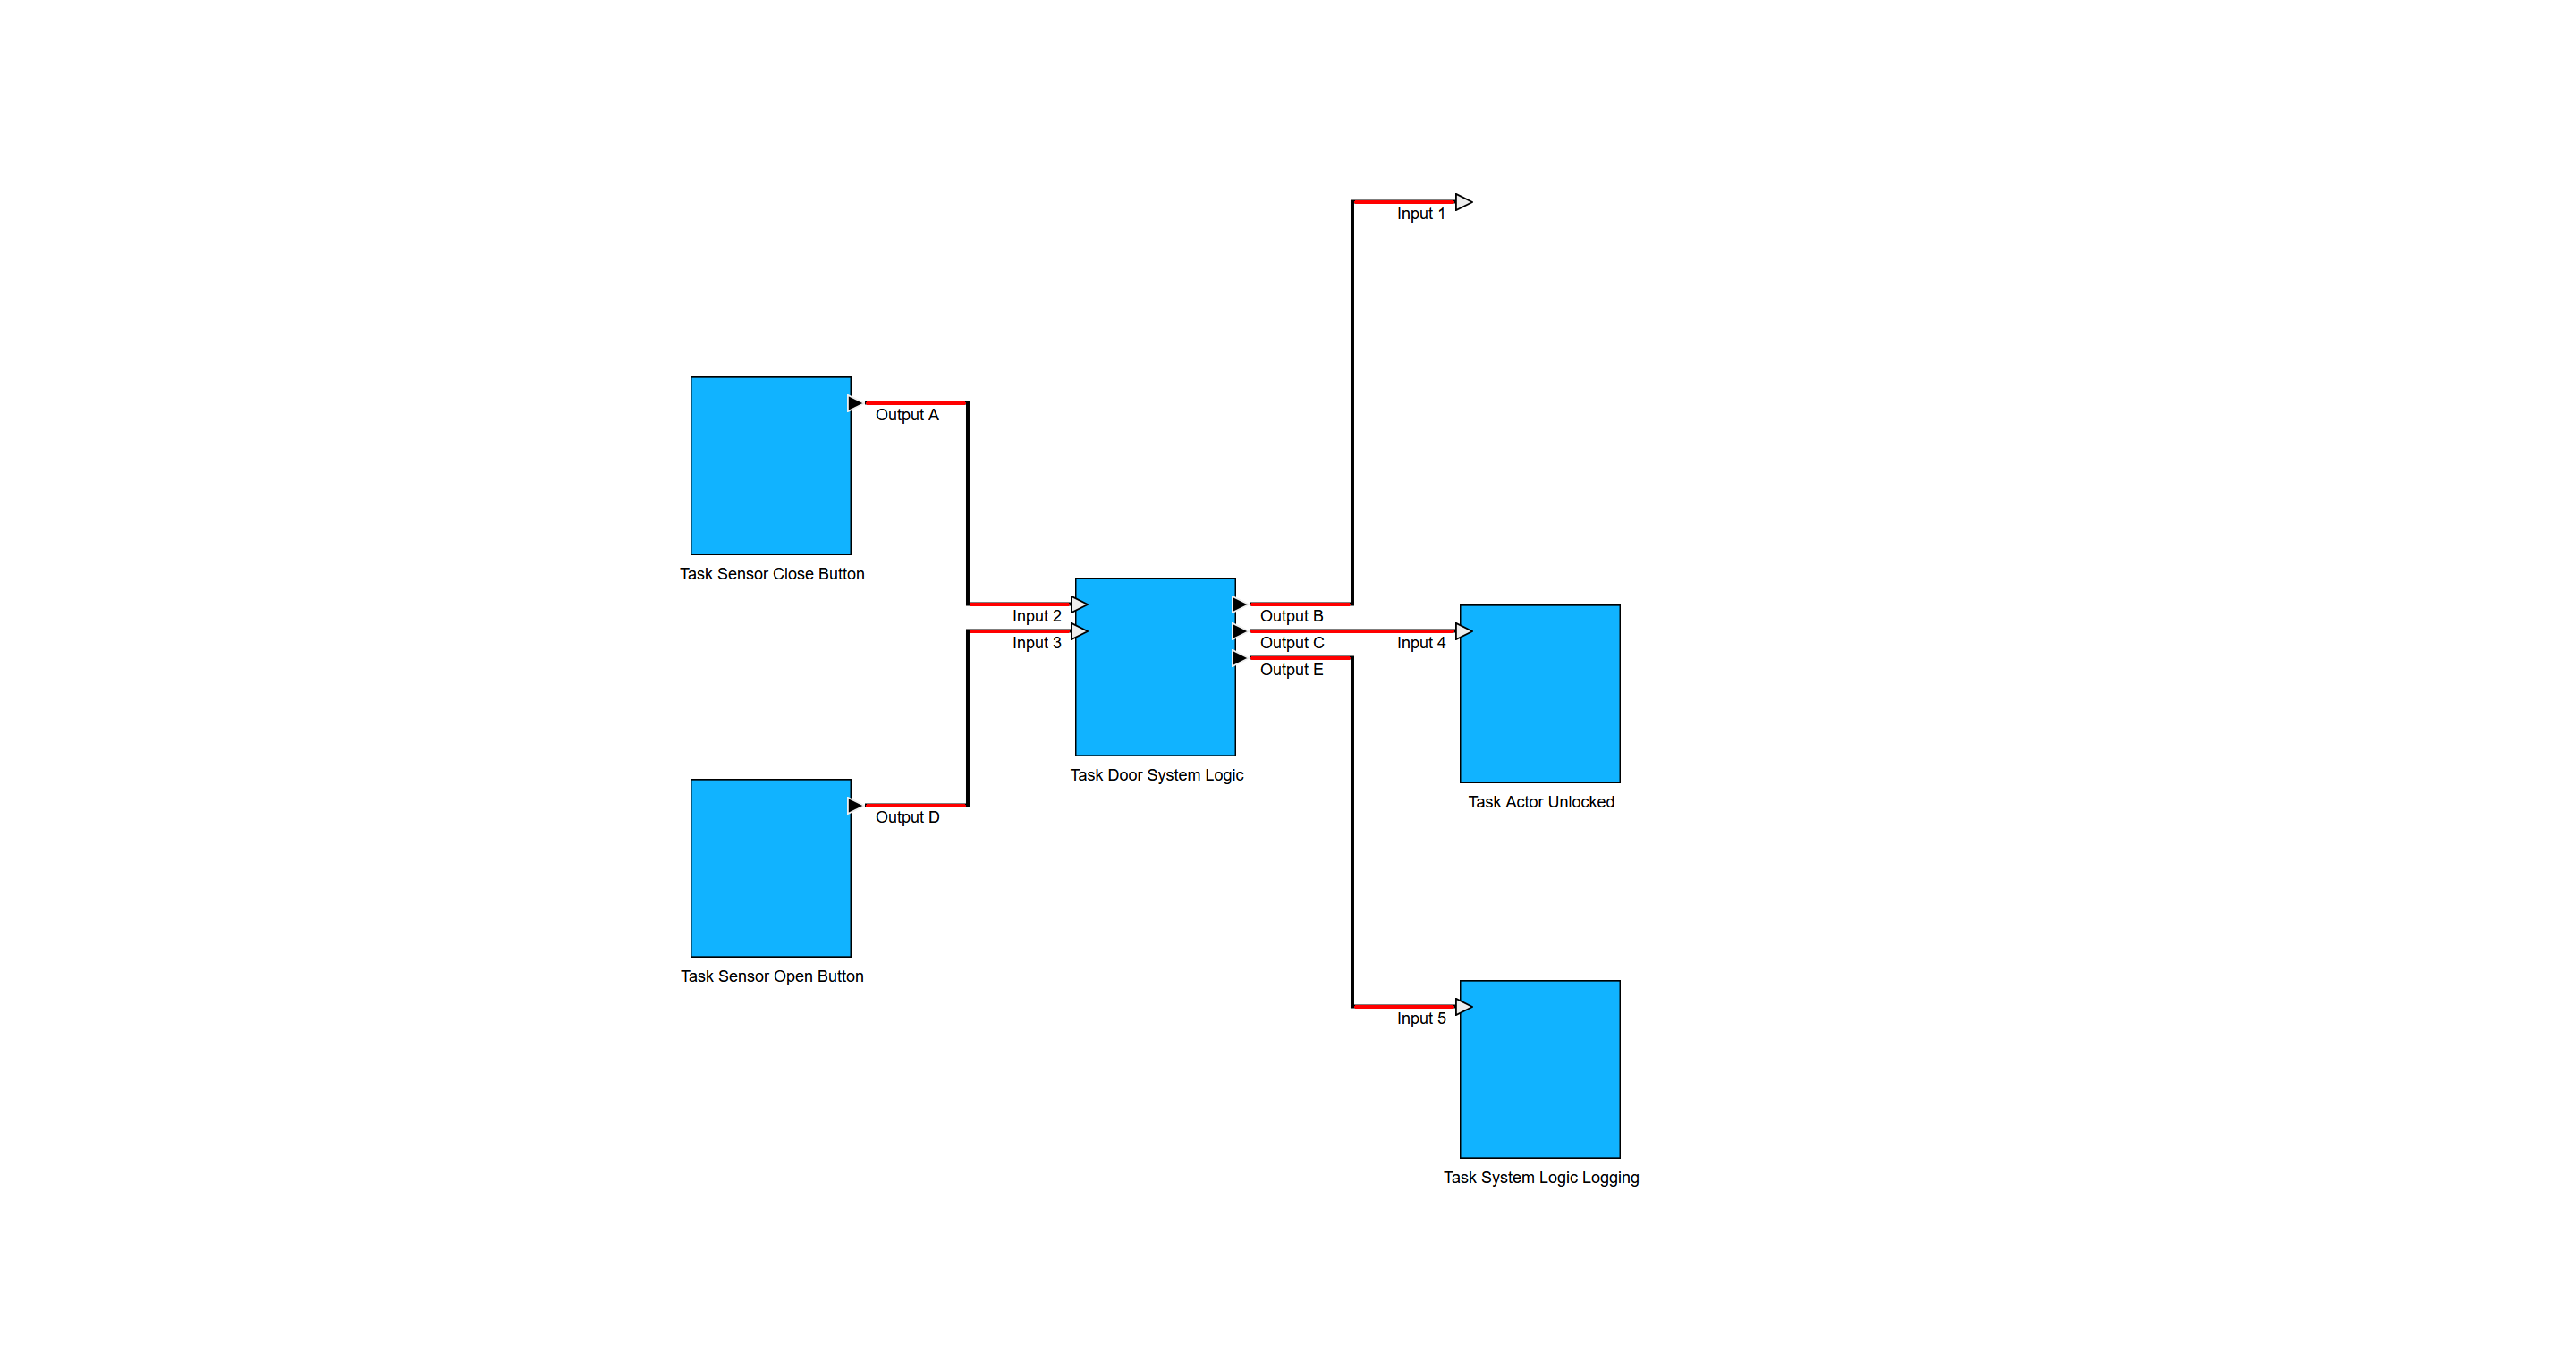 Input 1
Output A
Task Sensor Close Button
Input 2
Output B
Input 3
Output C
Input 4
Output E
Task Door System Logic
Task Actor Unlocked
Output D
Task Sensor Open Button
Input 5
Task System Logic Logging